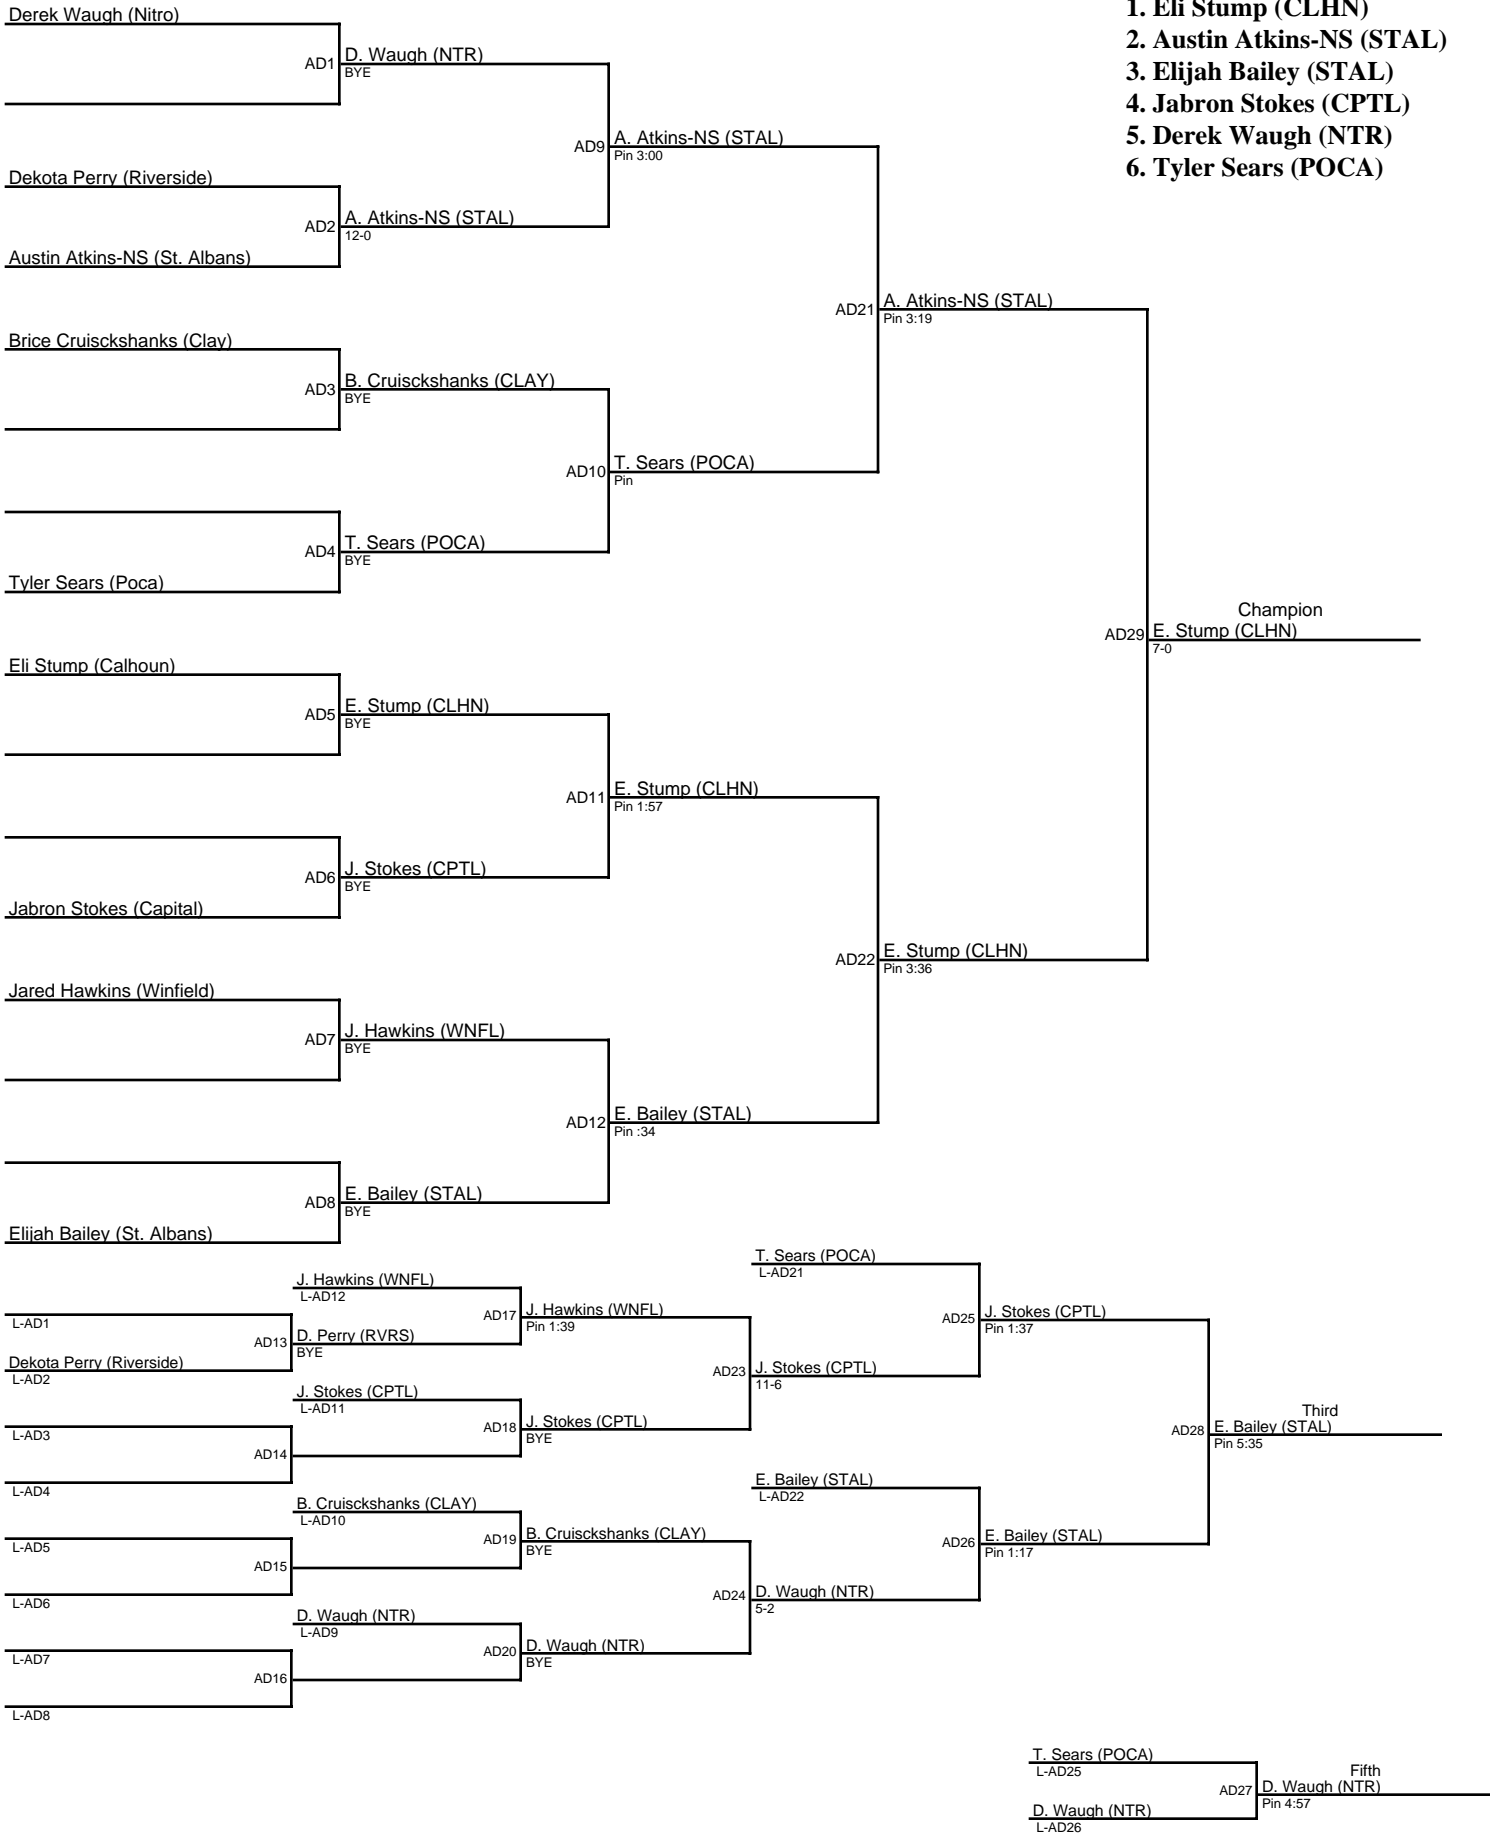 1. Eli Stump (CLHN)
2. Austin Atkins-NS (STAL)
3. Elijah Bailey (STAL)
4. Jabron Stokes (CPTL)
5. Derek Waugh (NTR)
6. Tyler Sears (POCA)
Derek Waugh (Nitro)
AD1
D. Waugh (NTR)
BYE
AD9
A. Atkins-NS (STAL)
Pin 3:00
Dekota Perry (Riverside)
AD2
A. Atkins-NS (STAL)
12-0
Austin Atkins-NS (St. Albans)
AD21
A. Atkins-NS (STAL)
Pin 3:19
Brice Cruisckshanks (Clay)
AD3
B. Cruisckshanks (CLAY)
BYE
AD10
T. Sears (POCA)
Pin
AD4
T. Sears (POCA)
BYE
Tyler Sears (Poca)
Champion
AD29
E. Stump (CLHN)
7-0
Eli Stump (Calhoun)
AD5
E. Stump (CLHN)
BYE
AD11
E. Stump (CLHN)
Pin 1:57
AD6
J. Stokes (CPTL)
BYE
Jabron Stokes (Capital)
AD22
E. Stump (CLHN)
Pin 3:36
Jared Hawkins (Winfield)
AD7
J. Hawkins (WNFL)
BYE
AD12
E. Bailey (STAL)
Pin :34
AD8
E. Bailey (STAL)
BYE
Elijah Bailey (St. Albans)
T. Sears (POCA)
L-AD21
J. Hawkins (WNFL)
L-AD12
AD17
J. Hawkins (WNFL)
Pin 1:39
AD25
J. Stokes (CPTL)
Pin 1:37
L-AD1
AD13
D. Perry (RVRS)
BYE
Dekota Perry (Riverside)
L-AD2
AD23
J. Stokes (CPTL)
11-6
J. Stokes (CPTL)
L-AD11
AD18
J. Stokes (CPTL)
BYE
L-AD3
AD14
L-AD4
Third
AD28
E. Bailey (STAL)
Pin 5:35
E. Bailey (STAL)
L-AD22
B. Cruisckshanks (CLAY)
L-AD10
AD19
B. Cruisckshanks (CLAY)
BYE
AD26
E. Bailey (STAL)
Pin 1:17
L-AD5
AD15
L-AD6
AD24
D. Waugh (NTR)
5-2
D. Waugh (NTR)
L-AD9
AD20
D. Waugh (NTR)
BYE
L-AD7
AD16
L-AD8
T. Sears (POCA)
L-AD25
Fifth
AD27
D. Waugh (NTR)
Pin 4:57
D. Waugh (NTR)
L-AD26